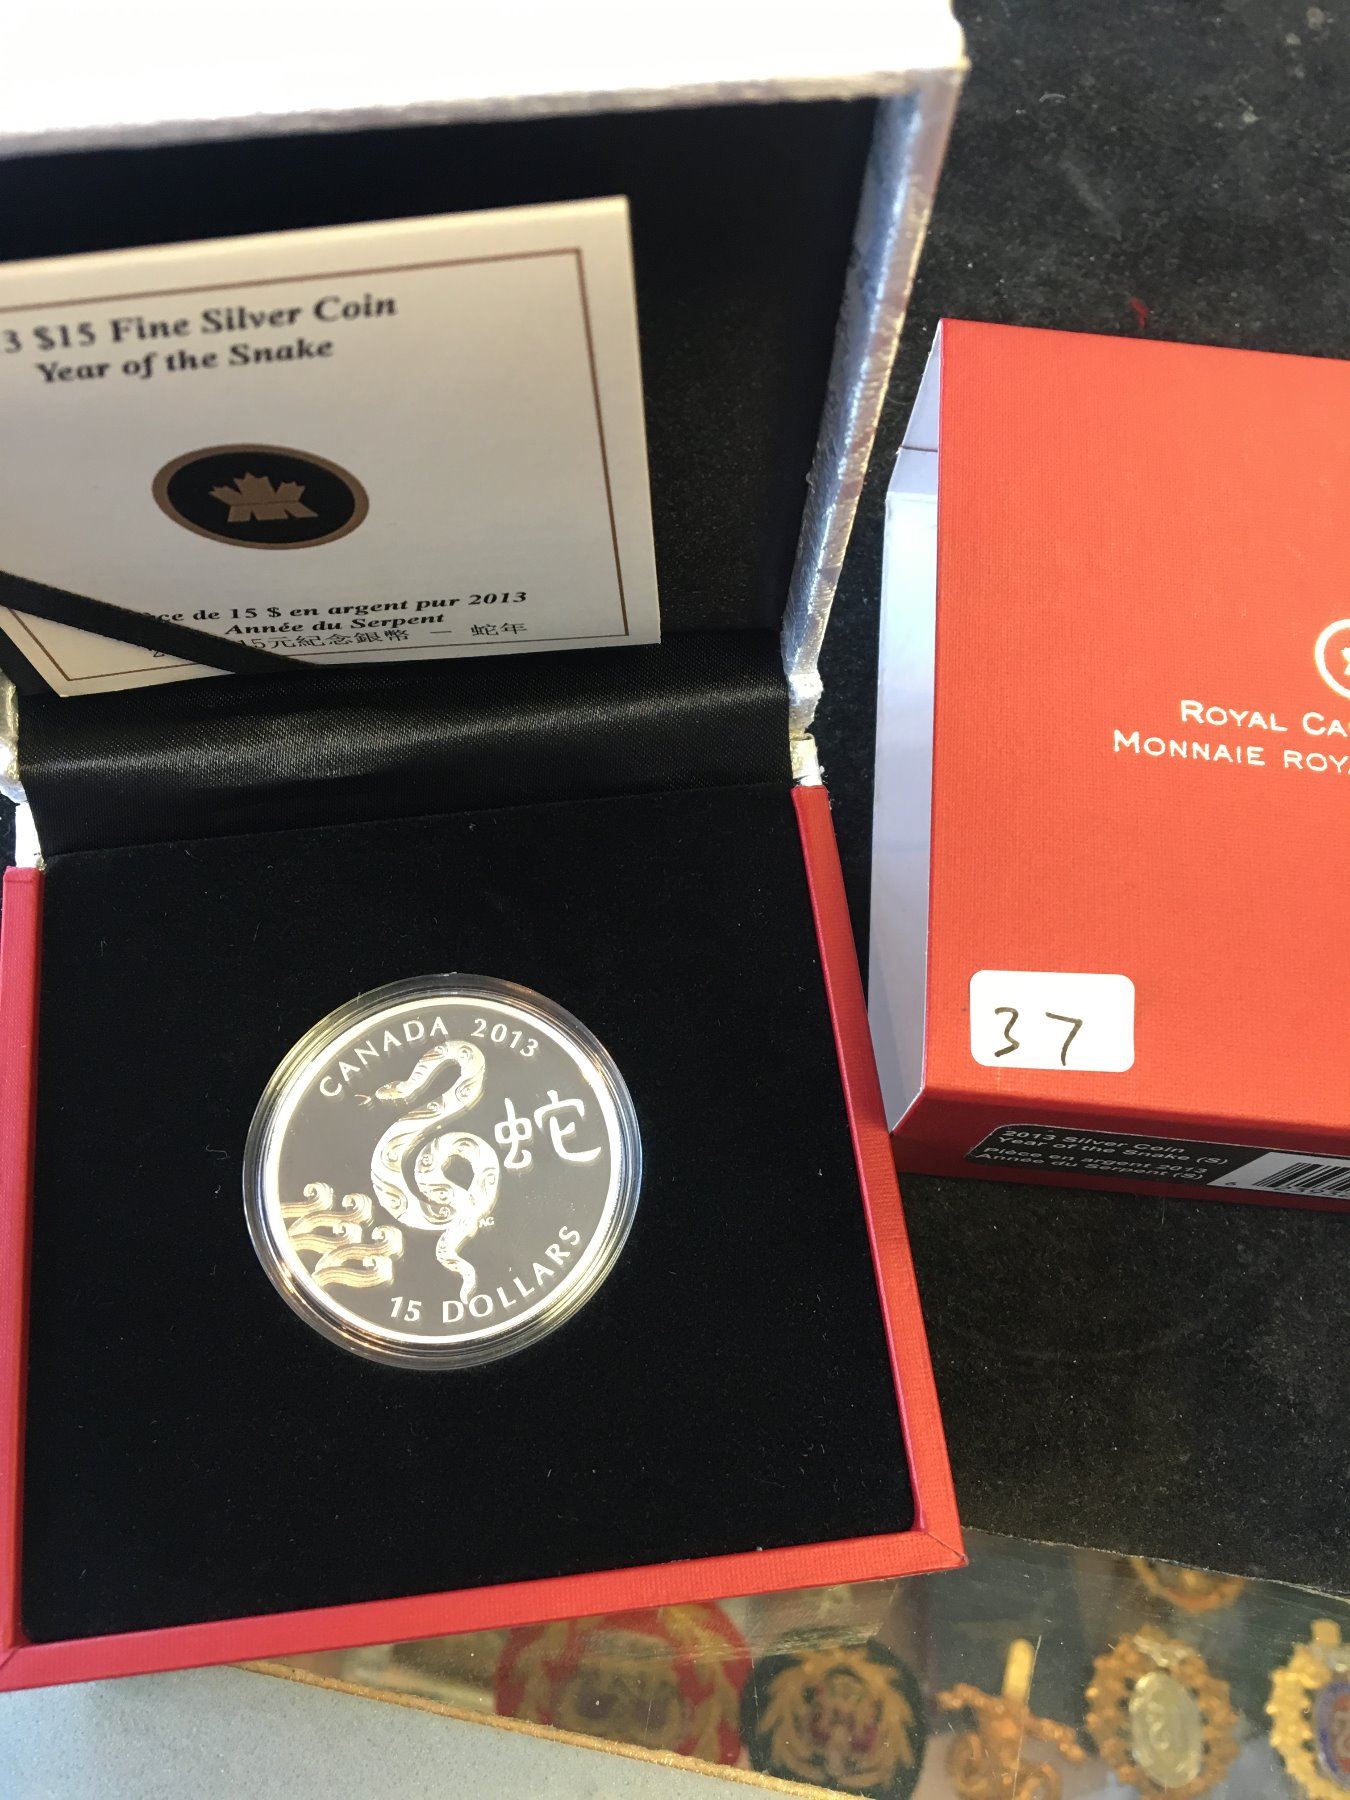 3 $15 Fine Silver Coin
Year of the Snake
ce de 15 $ en argent pur 2013
Année du Serpent
15元紀念銀幣 – 蛇年
CANADA 2013
蛇
AG
15 DOLLARS
ROYAL CA
MONNAIE ROYA
37
2013 Silver Coin
Year of the Snake (S)
Pièce en argent 2013
Année du Serpent (S)